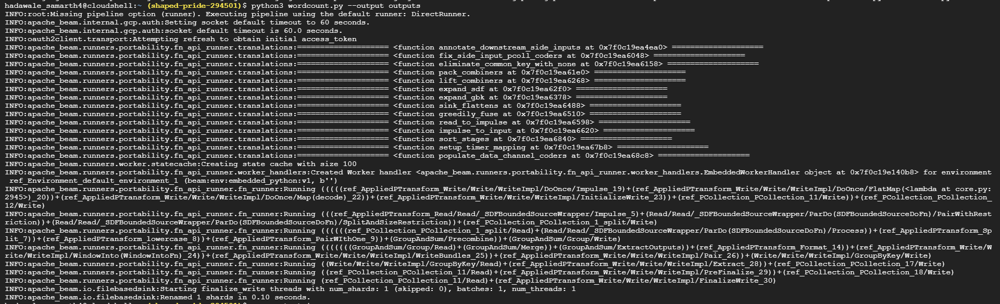 hadawale_samarth4@cloudshell:~ (shaped-pride-294501)$ python3 wordcount.py --output outputs
INFO:root:Missing pipeline option (runner). Executing pipeline using the default runner: DirectRunner.
INFO:apache_beam.internal.gcp.auth:Setting socket default timeout to 60 seconds.
INFO:apache_beam.internal.gcp.auth:socket default timeout is 60.0 seconds.
INFO:oauth2client.transport:Attempting refresh to obtain initial access_token
INFO:apache_beam.runners.portability.fn_api_runner.translations:==================== <function annotate_downstream_side_inputs at 0x7f0c19ea4ea0> ====================
INFO:apache_beam.runners.portability.fn_api_runner.translations:==================== <function fix_side_input_pcoll_coders at 0x7f0c19ea6048> ====================
INFO:apache_beam.runners.portability.fn_api_runner.translations:==================== <function eliminate_common_key_with_none at 0x7f0c19ea6158> ====================
INFO:apache_beam.runners.portability.fn_api_runner.translations:==================== <function pack_combiners at 0x7f0c19ea61e0> ====================
INFO:apache_beam.runners.portability.fn_api_runner.translations:==================== <function lift_combiners at 0x7f0c19ea6268> ====================
INFO:apache_beam.runners.portability.fn_api_runner.translations:==================== <function expand_sdf at 0x7f0c19ea62f0> ====================
INFO:apache_beam.runners.portability.fn_api_runner.translations:==================== <function expand_gbk at 0x7f0c19ea6378> ====================
INFO:apache_beam.runners.portability.fn_api_runner.translations:==================== <function sink_flattens at 0x7f0c19ea6488> ====================
INFO:apache_beam.runners.portability.fn_api_runner.translations:==================== <function greedily_fuse at 0x7f0c19ea6510> ====================
INFO:apache_beam.runners.portability.fn_api_runner.translations:==================== <function read_to_impulse at 0x7f0c19ea6598> ====================
INFO:apache_beam.runners.portability.fn_api_runner.translations:==================== <function impulse_to_input at 0x7f0c19ea6620> ====================
INFO:apache_beam.runners.portability.fn_api_runner.translations:==================== <function sort_stages at 0x7f0c19ea6840> ====================
INFO:apache_beam.runners.portability.fn_api_runner.translations:==================== <function setup_timer_mapping at 0x7f0c19ea67b8> ====================
INFO:apache_beam.runners.portability.fn_api_runner.translations:==================== <function populate_data_channel_coders at 0x7f0c19ea68c8> ====================
INFO:apache_beam.runners.worker.statecache:Creating state cache with size 100
INFO:apache_beam.runners.portability.fn_api_runner.worker_handlers:Created Worker handler <apache_beam.runners.portability.fn_api_runner.worker_handlers.EmbeddedWorkerHandler object at 0x7f0c19e140b8> for environment
 ref_Environment_default_environment_1 (beam:env:embedded_python:v1, b'')
INFO:apache_beam.runners.portability.fn_api_runner.fn_runner:Running (((((ref_AppliedPTransform_Write/Write/WriteImpl/DoOnce/Impulse_19)+(ref_AppliedPTransform_Write/Write/WriteImpl/DoOnce/FlatMap(<lambda at core.py:
2945>)_20))+(ref_AppliedPTransform_Write/Write/WriteImpl/DoOnce/Map(decode)_22))+(ref_AppliedPTransform_Write/Write/WriteImpl/InitializeWrite_23))+(ref_PCollection_PCollection_11/Write))+(ref_PCollection_PCollection_
12/Write)
INFO:apache_beam.runners.portability.fn_api_runner.fn_runner:Running (((ref_AppliedPTransform_Read/Read/_SDFBoundedSourceWrapper/Impulse_5)+(Read/Read/_SDFBoundedSourceWrapper/ParDo(SDFBoundedSourceDoFn)/PairWithRest
riction))+(Read/Read/_SDFBoundedSourceWrapper/ParDo(SDFBoundedSourceDoFn)/SplitAndSizeRestriction))+(ref_PCollection_PCollection_1_split/Write)
INFO:apache_beam.runners.portability.fn_api_runner.fn_runner:Running ((((((ref_PCollection_PCollection_1_split/Read)+(Read/Read/_SDFBoundedSourceWrapper/ParDo(SDFBoundedSourceDoFn)/Process))+(ref_AppliedPTransform_Sp
lit_7))+(ref_AppliedPTransform_lowercase_8))+(ref_AppliedPTransform_PairWIthOne_9))+(GroupAndSum/Precombine))+(GroupAndSum/Group/Write)
INFO:apache_beam.runners.portability.fn_api_runner.fn_runner:Running (((((((GroupAndSum/Group/Read)+(GroupAndSum/Merge))+(GroupAndSum/ExtractOutputs))+(ref_AppliedPTransform_Format_14))+(ref_AppliedPTransform_Write/W
rite/WriteImpl/WindowInto(WindowIntoFn)_24))+(ref_AppliedPTransform_Write/Write/WriteImpl/WriteBundles_25))+(ref_AppliedPTransform_Write/Write/WriteImpl/Pair_26))+(Write/Write/WriteImpl/GroupByKey/Write)
INFO:apache_beam.runners.portability.fn_api_runner.fn_runner:Running ((Write/Write/WriteImpl/GroupByKey/Read)+(ref_AppliedPTransform_Write/Write/WriteImpl/Extract_28))+(ref_PCollection_PCollection_17/Write)
INFO:apache_beam.runners.portability.fn_api_runner.fn_runner:Running ((ref_PCollection_PCollection_11/Read)+(ref_AppliedPTransform_Write/Write/WriteImpl/PreFinalize_29))+(ref_PCollection_PCollection_18/Write)
INFO:apache_beam.runners.portability.fn_api_runner.fn_runner:Running (ref_PCollection_PCollection_11/Read)+(ref_AppliedPTransform_Write/Write/WriteImpl/FinalizeWrite_30)
INFO:apache_beam.io.filebasedsink:Starting finalize_write threads with num_shards: 1 (skipped: 0), batches: 1, num_threads: 1
INFO:apache_beam.io.filebasedsink:Renamed 1 shards in 0.10 seconds.